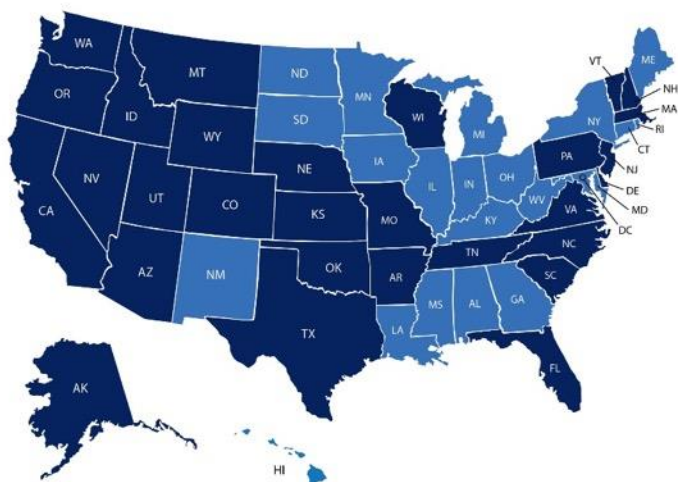 WA
MT
ND
MN
VT
ME
OR
ID
SD
WI
MI
NY
NH
MA
RI
CT
WY
IA
PA
NJ
NE
IL
IN
OH
DE
MD
DC
NV
UT
CO
KS
MO
KY
WV
VA
CA
AZ
NM
OK
AR
TN
NC
SC
TX
LA
MS
AL
GA
FL
AK
HI